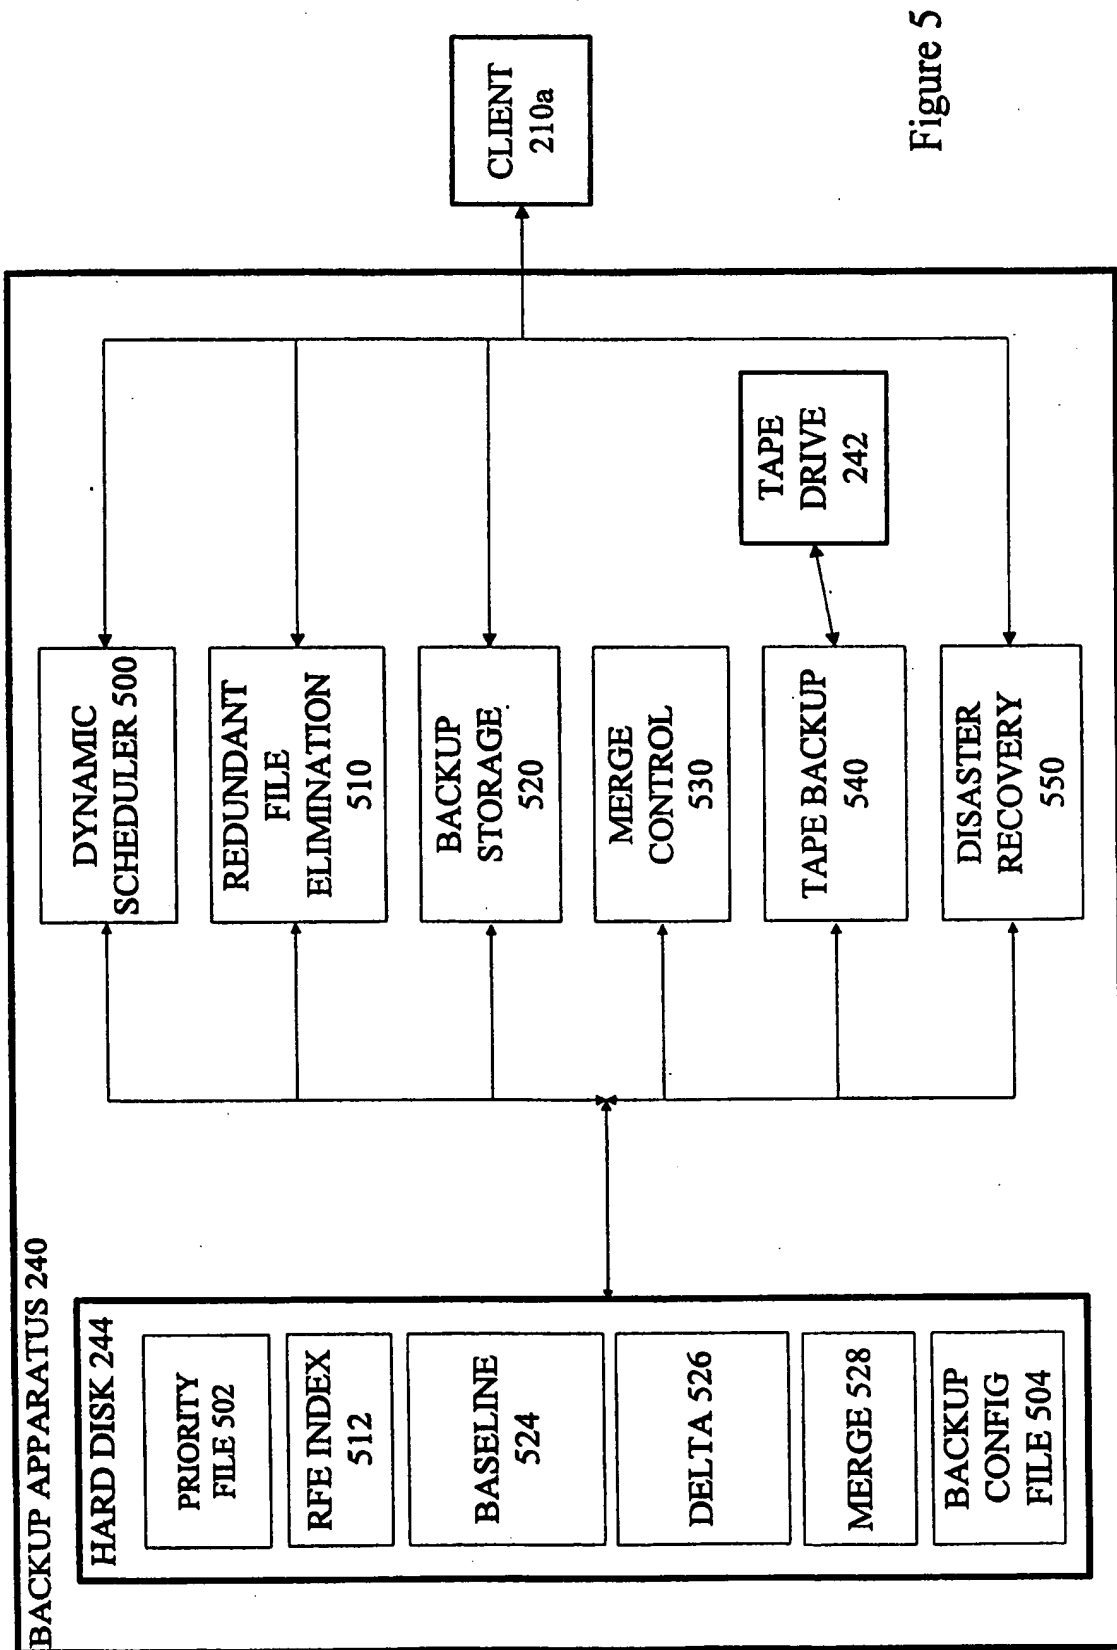 BACKUP APPARATUS 240
HARD DISK 244
PRIORITY
FILE 502
RFE INDEX
512
BASELINE
524
DELTA 526
MERGE 528
BACKUP
CONFIG
FILE 504
DYNAMIC
SCHEDULER 500
REDUNDANT
FILE
ELIMINATION
510
BACKUP
STORAGE
520
MERGE
CONTROL
530
TAPE BACKUP
540
DISASTER
RECOVERY
550
TAPE
DRIVE
242
CLIENT
210a
Figure 5